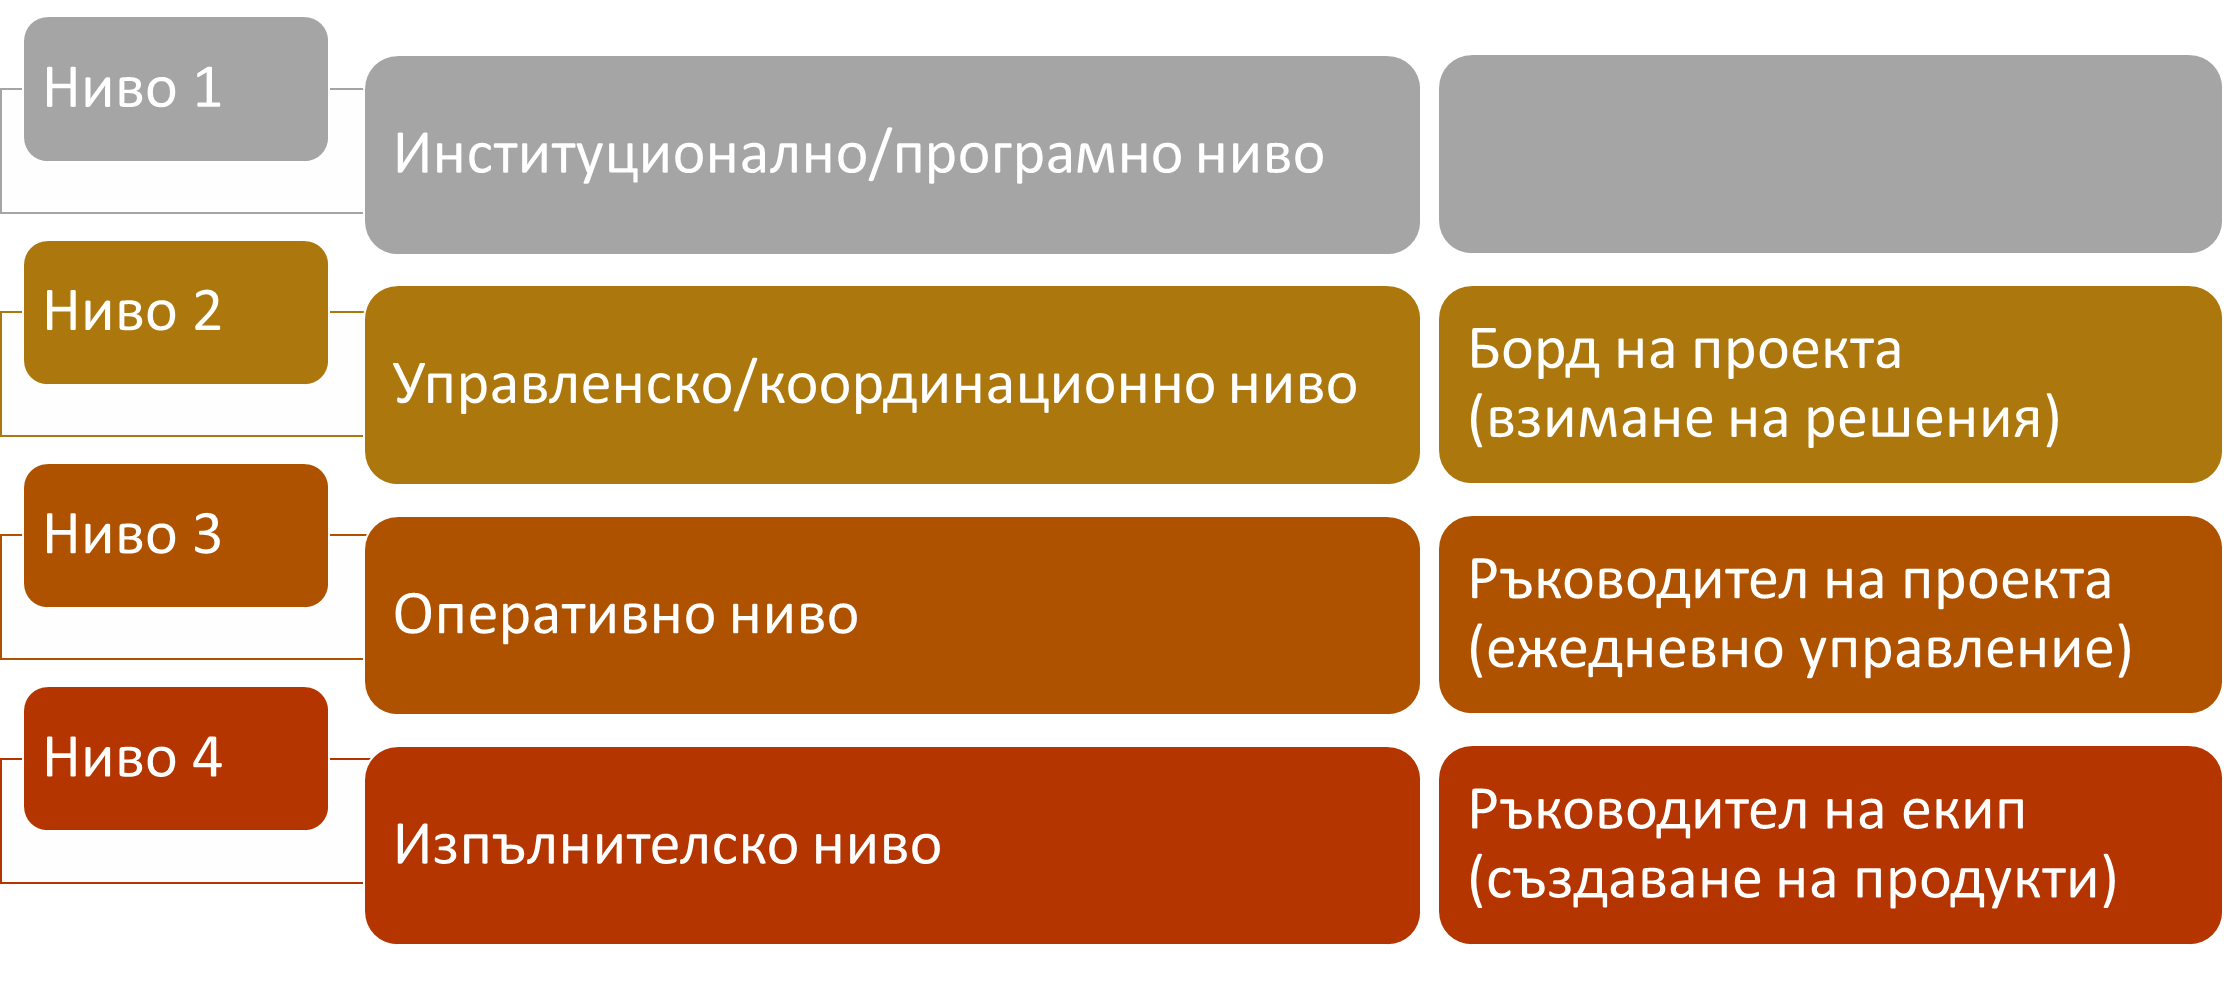 Ниво 1
Институционално/програмно ниво
Ниво 2
Управленско/координационно ниво
Борд на проекта
(взимане на решения)
Ниво 3
Оперативно ниво
Ръководител на проекта
(ежедневно управление)
Ниво 4
Изпълнителско ниво
Ръководител на екип
(създаване на продукти)